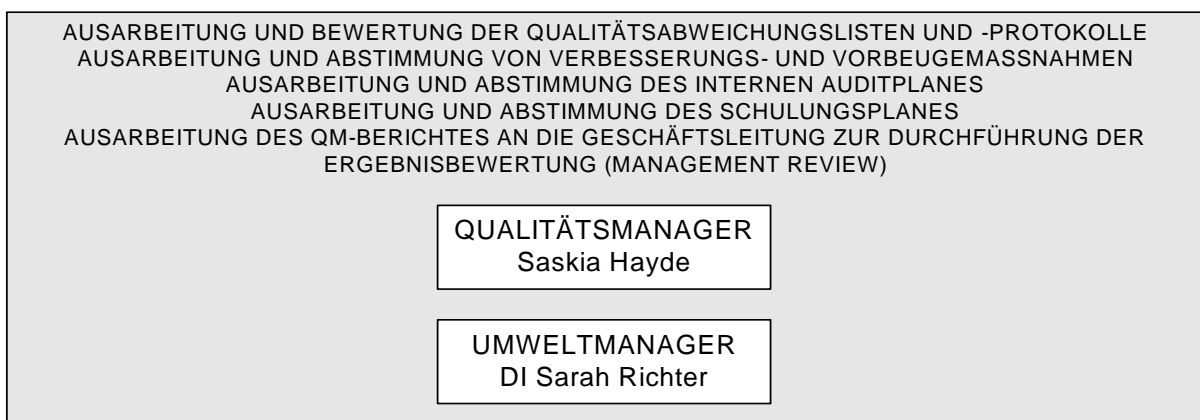 AUSARBEITUNG UND BEWERTUNG DER QUALITÄTSABWEICHUNGSLISTEN UND -PROTOKOLLE
AUSARBEITUNG UND ABSTIMMUNG VON VERBESSERUNGS- UND VORBEUGEMASSNAHMEN
AUSARBEITUNG UND ABSTIMMUNG DES INTERNEN AUDITPLANES
AUSARBEITUNG UND ABSTIMMUNG DES SCHULUNGSPLANES
AUSARBEITUNG DES QM-BERICHTES AN DIE GESCHÄFTSLEITUNG ZUR DURCHFÜHRUNG DER
ERGEBNISBEWERTUNG (MANAGEMENT REVIEW)
QUALITÄTSMANAGER
Saskia Hayde
UMWELTMANAGER
DI Sarah Richter